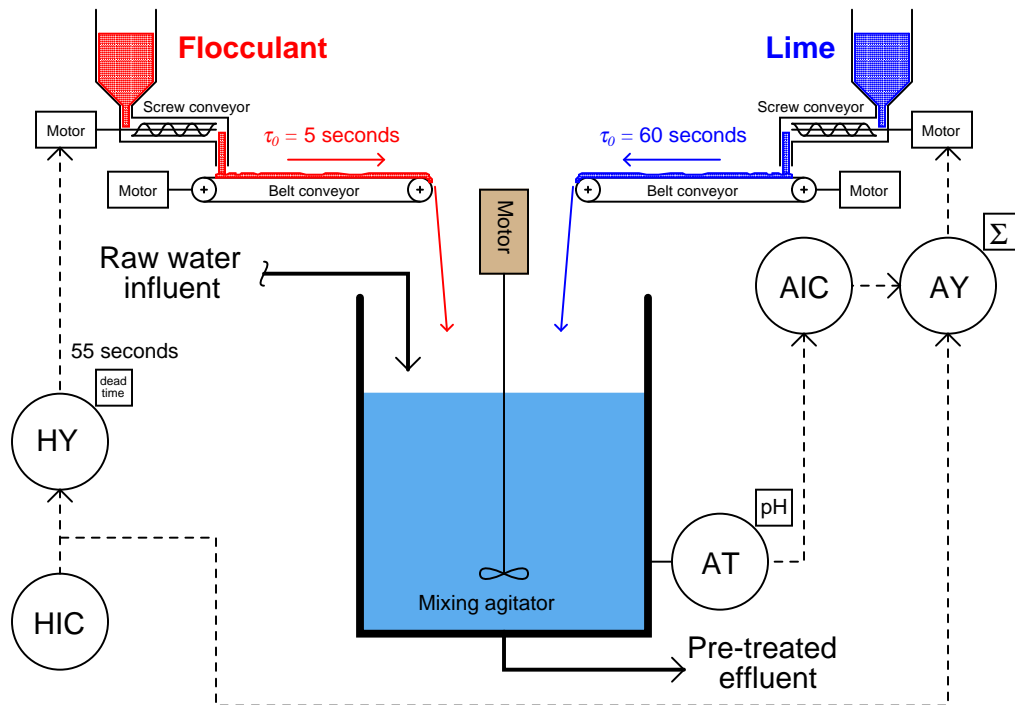 Flocculant
Lime
Screw conveyor
Screw conveyor
Motor
Motor
τ0 = 5 seconds
τ0 = 60 seconds
Motor
Belt conveyor
Belt conveyor
Motor
Motor
Σ
Raw water
influent
AIC
AY
55 seconds
dead
time
HY
pH
AT
Mixing agitator
HIC
Pre-treated
effluent